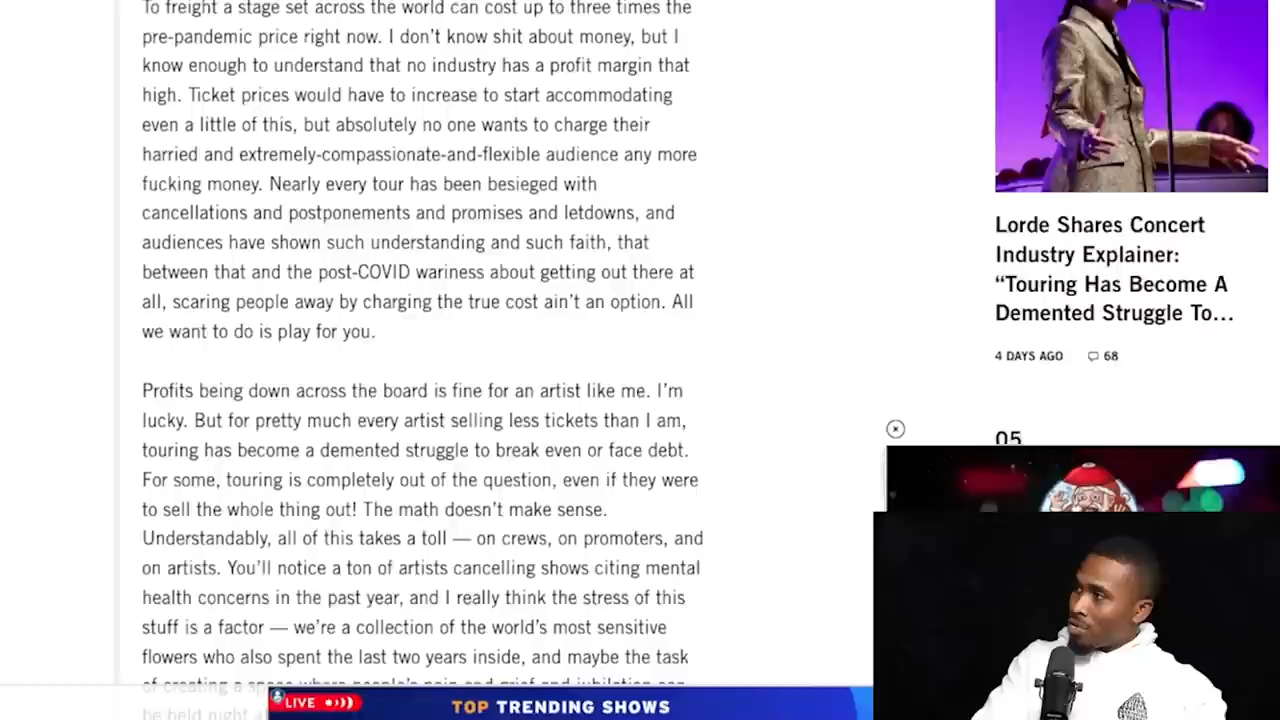 To freight a stage set across the world can cost up to three times the
pre-pandemic price right now. I don't know shit about money, but I
know enough to understand that no industry has a profit margin that
high. Ticket prices would have to increase to start accommodating
even a little of this, but absolutely no one wants to charge their
harried and extremely-compassionate-and-flexible audience any more
fucking money. Nearly every tour has been besieged with
cancellations and postponements and promises and letdowns, and
audiences have shown such understanding and such faith, that
between that and the post-COVID wariness about getting out there at
all, scaring people away by charging the true cost ain't an option. All
we want to do is play for you.
Profits being down across the board is fine for an artist like me. I'm
lucky. But for pretty much every artist selling less tickets than I am,
touring has become a demented struggle to break even or face debt.
For some, touring is completely out of the question, even if they were
to sell the whole thing out! The math doesn't make sense.
Understandably, all of this takes a toll — on crews, on promoters, and
on artists. You'll notice a ton of artists cancelling shows citing mental
health concerns in the past year, and I really think the stress of this
stuff is a factor — we're a collection of the world's most sensitive
flowers who also spent the last two years inside, and maybe the task
of creating a space where people's pain and grief and jubilation can
be held night a
Lorde Shares Concert
Industry Explainer:
“Touring Has Become A
Demented Struggle To...
4 DAYS AGO 68
05
LIVE
TOP TRENDING SHOWS